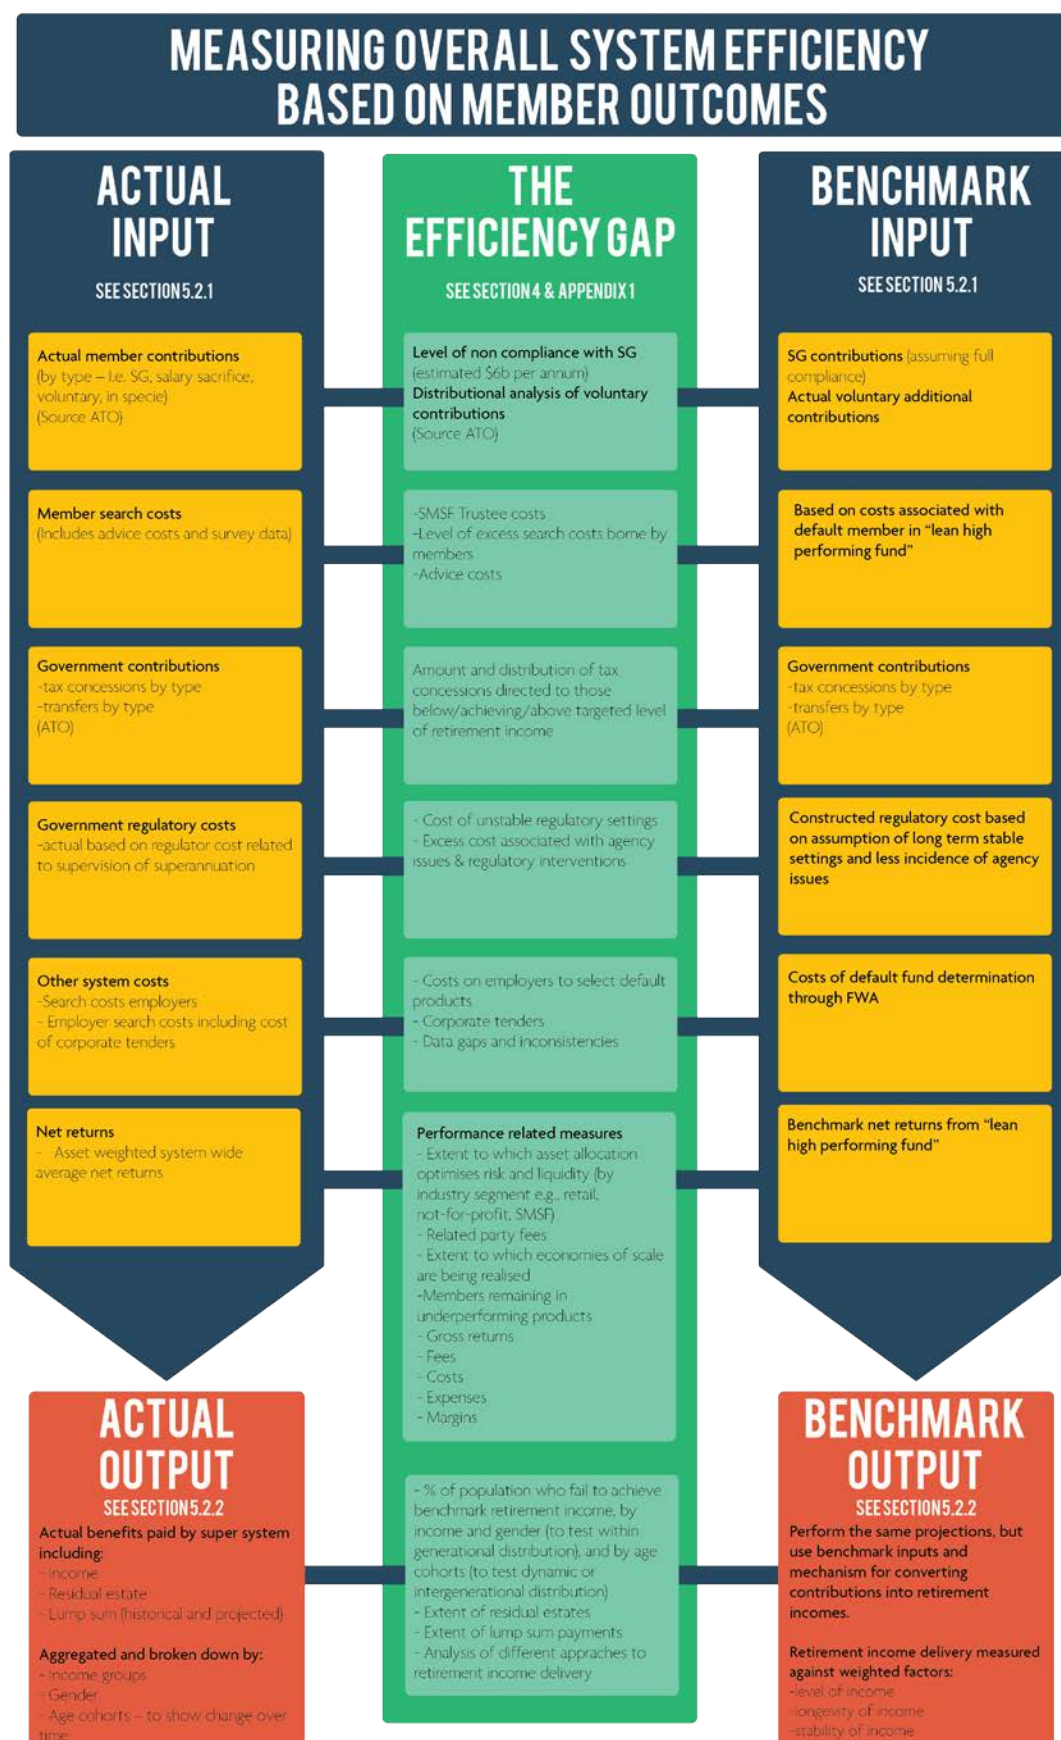 MEASURING OVERALL SYSTEM EFFICIENCY
BASED ON MEMBER OUTCOMES
ACTUAL
INPUT
SEE SECTION 5.2.1
Actual member contributions
(by type – I.e. SG, salary sacrifice,
voluntary, in specie)
(Source ATO)
Member search costs
(Includes advice costs and survey data)
Government contributions
-tax concessions by type
-transfers by type
(ATO)
Government regulatory costs
-actual based on regulator cost related
to supervision of superannuation
Other system costs
-Search costs employers
- Employer search costs including cost
of corporate tenders
Net returns
- Asset weighted system wide
average net returns
ACTUAL
OUTPUT
SEE SECTION 5.2.2
Actual benefits paid by super system
including:
- Income
- Residual estate
- Lump sum (historical and projected)
Aggregated and broken down by:
- Income groups
- Gender
- Age cohorts – to show change over
time
THE
EFFICIENCY GAP
SEE SECTION 4 & APPENDIX 1
Level of non compliance with SG
(estimated $6b per annum)
Distributional analysis of voluntary
contributions
(Source ATO)
-SMSF Trustee costs
-Level of excess search costs borne by
members
-Advice costs
Amount and distribution of tax
concessions directed to those
below/achieving/above targeted level
of retirement income
- Cost of unstable regulatory settings
- Excess cost associated with agency
issues & regulatory interventions
- Costs on employers to select default
products
- Corporate tenders
- Data gaps and inconsistencies
Performance related measures
- Extent to which asset allocation
optimises risk and liquidity (by
industry segment e.g., retail,
not-for-profit, SMSF)
- Related party fees
- Extent to which economies of scale
are being realised
-Members remaining in
underperforming products
- Gross returns
- Fees
- Costs
- Expenses
- Margins
- % of population who fail to achieve
benchmark retirement income, by
income and gender (to test within
generational distribution), and by age
cohorts (to test dynamic or
intergenerational distribution)
- Extent of residual estates
- Extent of lump sum payments
- Analysis of different appraches to
retirement income delivery
BENCHMARK
INPUT
SEE SECTION 5.2.1
SG contributions (assuming full
compliance)
Actual voluntary additional
contributions
Based on costs associated with
default member in “lean high
performing fund”
Government contributions
-tax concessions by type
-transfers by type
(ATO)
Constructed regulatory cost based
on assumption of long term stable
settings and less incidence of agency
issues
Costs of default fund determination
through FWA
Benchmark net returns from “lean
high performing fund”
BENCHMARK
OUTPUT
SEE SECTION 5.2.2
Perform the same projections, but
use benchmark inputs and
mechanism for converting
contributions into retirement
incomes.
Retirement income delivery measured
against weighted factors:
-level of income
-longevity of income
-stability of income